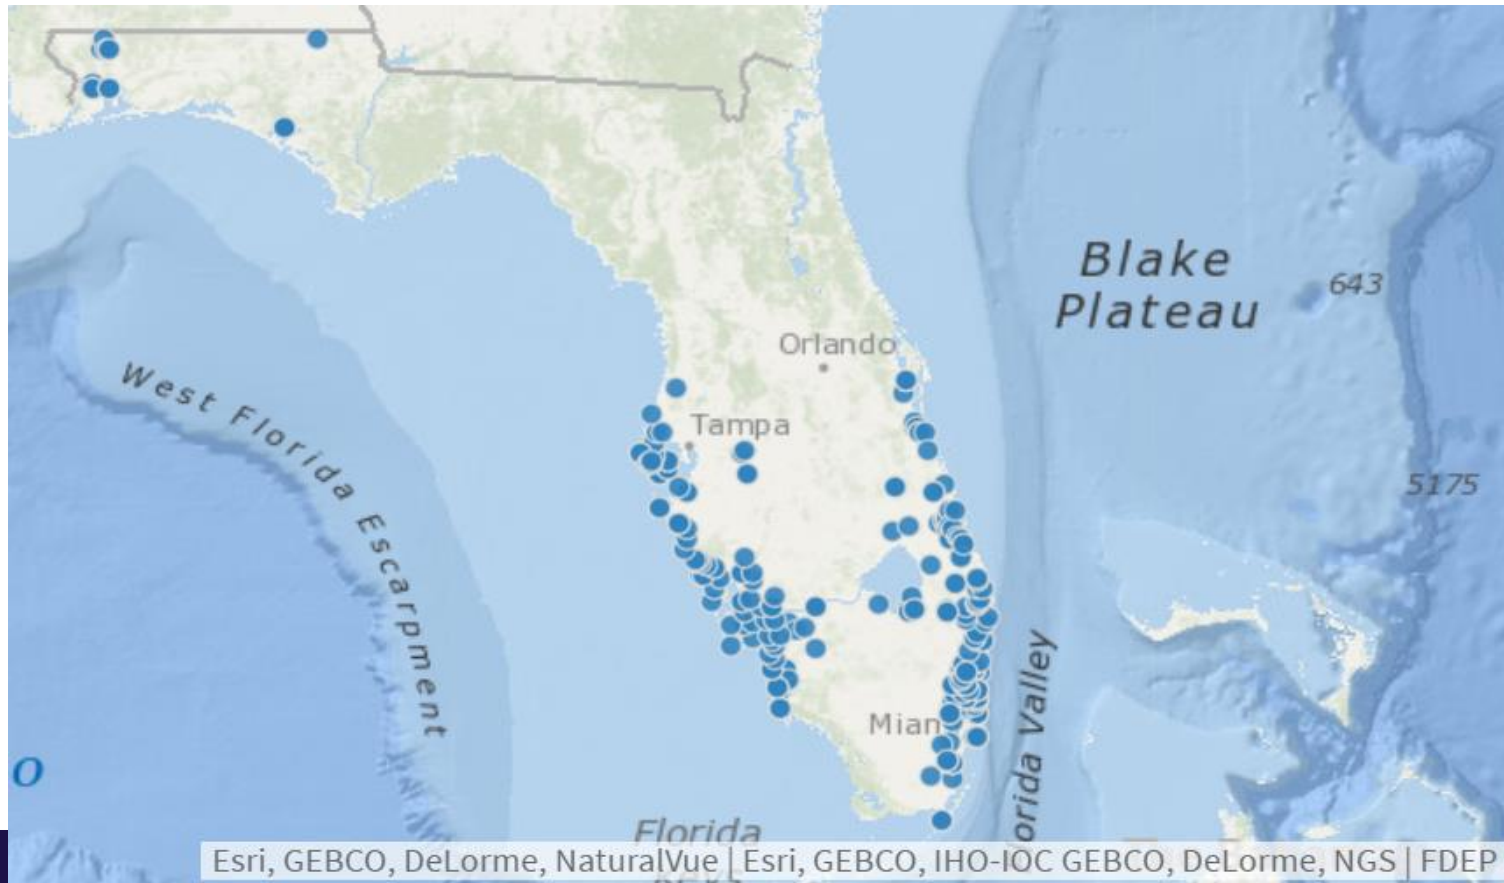 Blake
Plateau
643
Orlando
West Florida Escarpment
Tampa
5175
Mian
orida Valley
O
Florida
Keys
Esri, GEBCO, DeLorme, NaturalVue | Esri, GEBCO, IHO-IOC GEBCO, DeLorme, NGS | FDEP